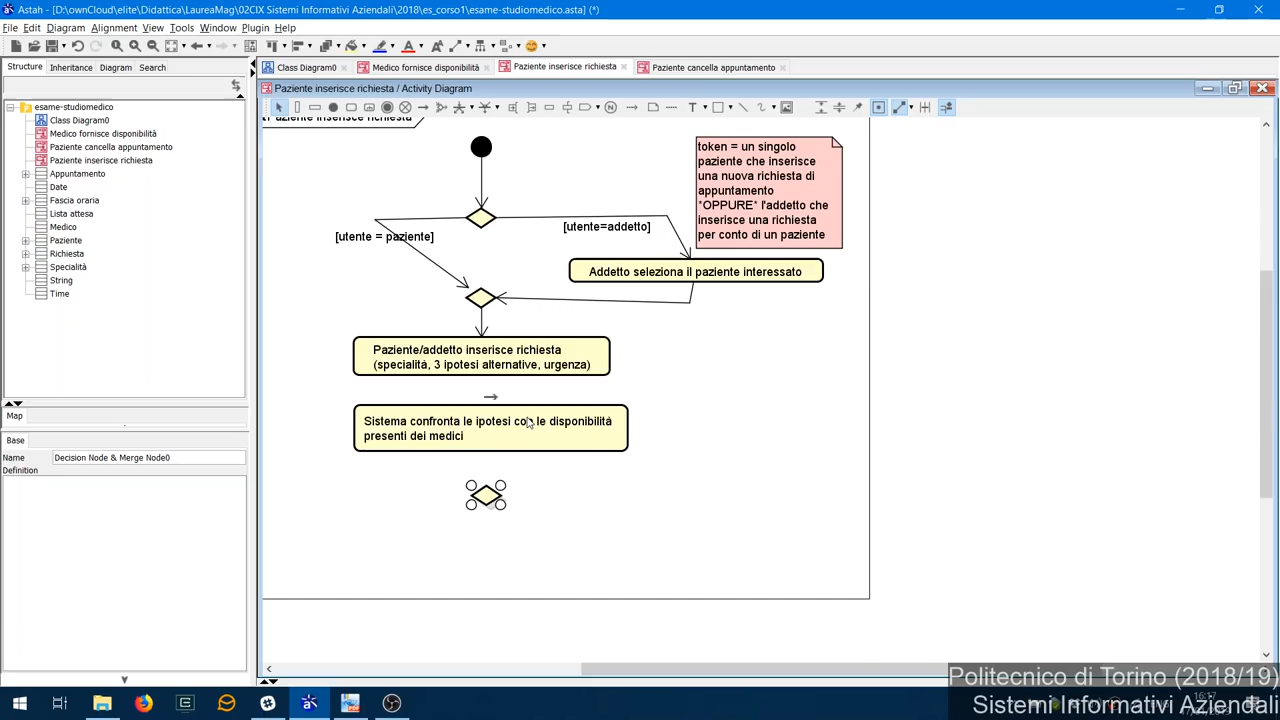 Astah - [D:\ownCloud\elite\Didattica\LaureaMag\02CIX Sistemi Informativi Aziendali\2018\es_corso1\esame-studiomedico.asta] (*)
File Edit Diagram Alignment View Tools Window Plugin Help
Structure Inheritance Diagram Search
Class Diagram0 Medico fornisce disponibilità Paziente inserisce richiesta Paziente cancella appuntamento
Paziente inserisce richiesta / Activity Diagram
esame-studiomedico
Class Diagram0
Medico fornisce disponibilità
Paziente cancella appuntamento
Paziente inserisce richiesta
Appuntamento
Date
Fascia oraria
Lista attesa
Medico
Paziente
Richiesta
Specialità
String
Time
Map
Base
Name Decision Node & Merge Node0
Definition
Paziente inserisce richiesta
token = un singolo
paziente che inserisce
una nuova richiesta di
appuntamento
*OPPURE* l'addetto che
inserisce una richiesta
per conto di un paziente
[utente = paziente]
[utente=addetto]
Addetto seleziona il paziente interessato
Paziente/addetto inserisce richiesta
(specialità, 3 ipotesi alternative, urgenza)
Sistema confronta le ipotesi con le disponibilità
presenti dei medici
Politecnico di Torino (2018/19)
Sistemi Informativi Aziendali
16:17